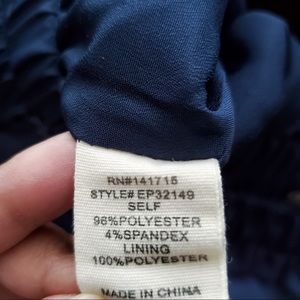 RN#141715
STYLE#EP32149
SELF
96%POLYESTER
4%SPANDEX
LINING
100%POLYESTER
MADE IN CHINA